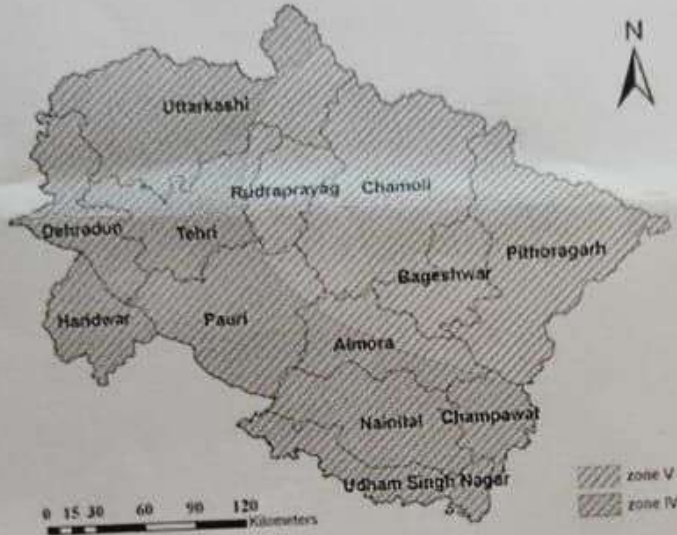 N
Uttarkashi
Rudraprayag
Chamoli
Dehradun
Tehri
Pithoragarh
Bageshwar
Haridwar
Pauri
Almora
Nainital
Champawat
Udham Singh Nagar
zone V
zone IV
0 15 30 60 90 120
Kilometers